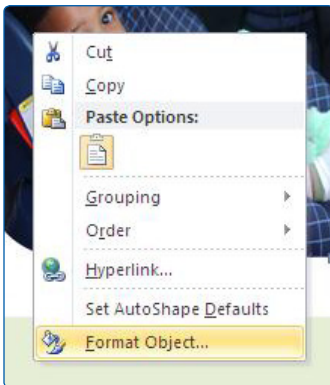 Cut
Copy
Paste Options:
Grouping
Order
Hyperlink...
Set AutoShape Defaults
Format Object...